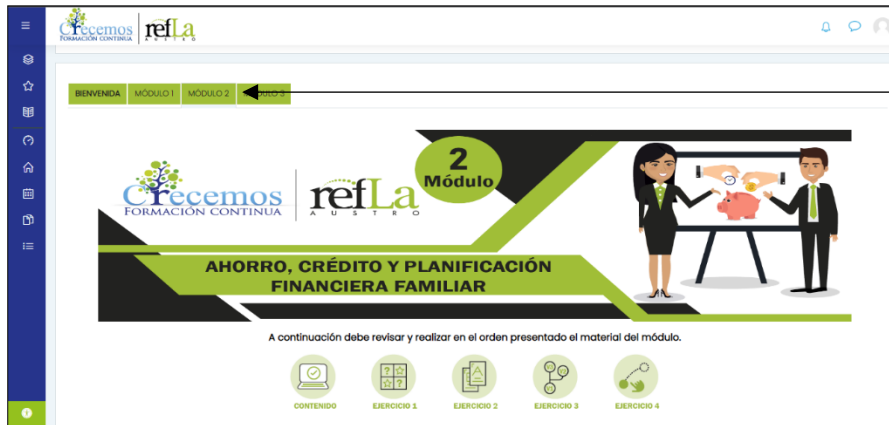 Crecemos
FORMACIÓN CONTINUA
refLa
AUSTRO
BIENVENIDA
MÓDULO 1
MÓDULO 2
Crecemos
FORMACIÓN CONTINUA
refLa
AUSTRO
2
Módulo
AHORRO, CRÉDITO Y PLANIFICACIÓN
FINANCIERA FAMILIAR
A continuación debe revisar y realizar en el orden presentado el material del módulo.
CONTENIDO
EJERCICIO 1
EJERCICIO 2
EJERCICIO 3
EJERCICIO 4